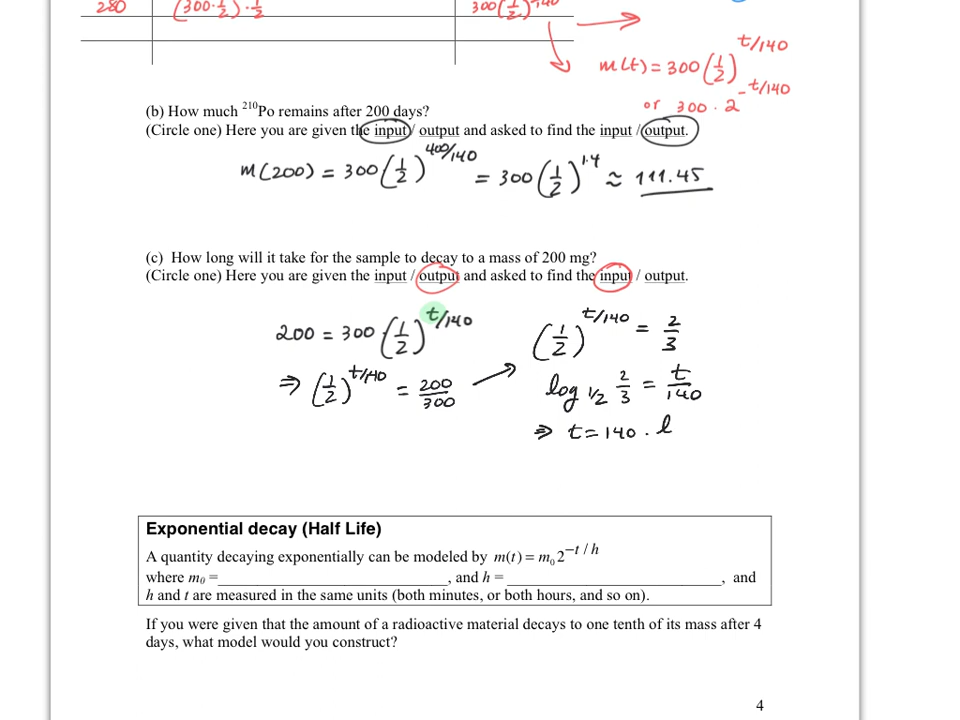 280 (300·1/2)·1/2 300(1/2)
m(t) = 300(1/2)^t/140
or 300·2^-t/140
(b) How much ²¹⁰Po remains after 200 days?
(Circle one) Here you are given the input / output and asked to find the input / output.
m(200) = 300(1/2)^400/140 = 300(1/2)^1.4 ≈ 111.45
(c) How long will it take for the sample to decay to a mass of 200 mg?
(Circle one) Here you are given the input / output and asked to find the input / output.
200 = 300(1/2)^t/140
⇒ (1/2)^t/140 = 200/300
(1/2)^t/140 = 2/3
log 1/2 2/3 = t/140
⇒ t = 140 · l
Exponential decay (Half Life)
A quantity decaying exponentially can be modeled by m(t) = m₀2^−t/h
where m₀ =______________________________, and h = ____________________________, and
h and t are measured in the same units (both minutes, or both hours, and so on).
If you were given that the amount of a radioactive material decays to one tenth of its mass after 4
days, what model would you construct?
4